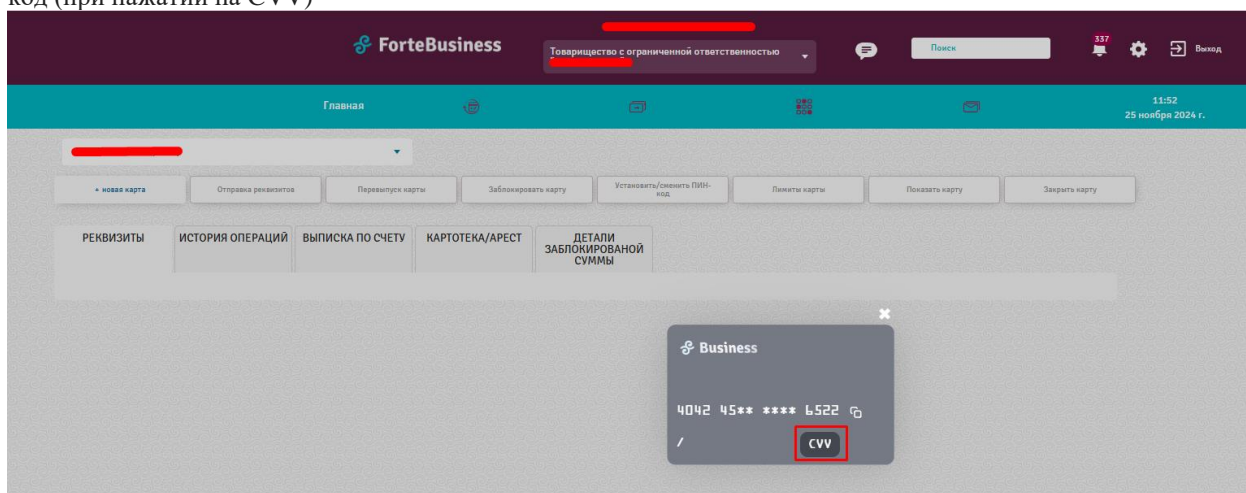 код (при нажатии на CVV)
ForteBusiness
Товарищество с ограниченной ответственностью
Поиск
337
Выход
Главная
11:52
25 ноября 2024 г.
+ новая карта
Отправка реквизитов
Перевыпуск карты
Заблокировать карту
Установить/сменить ПИН-
код
Лимиты карты
Показать карту
Закрыть карту
РЕКВИЗИТЫ
ИСТОРИЯ ОПЕРАЦИЙ
ВЫПИСКА ПО СЧЕТУ
КАРТОТЕКА/АРЕСТ
ДЕТАЛИ
ЗАБЛОКИРОВАНОЙ
СУММЫ
Business
4042 45** **** 6522
/
CVV